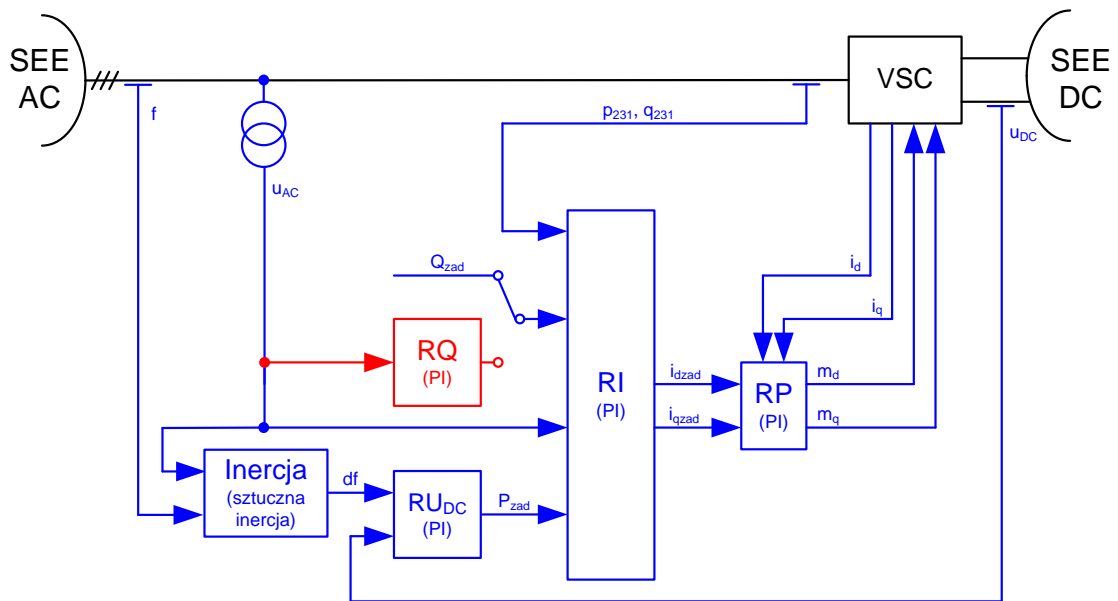 SEE
AC
VSC
SEE
DC
f
p231, q231
uDC
uAC
Qzad
id
iq
RQ
(PI)
RI
(PI)
idzad
iqzad
RP
(PI)
md
mq
Inercja
(sztuczna
inercja)
df
RUDC
(PI)
Pzad